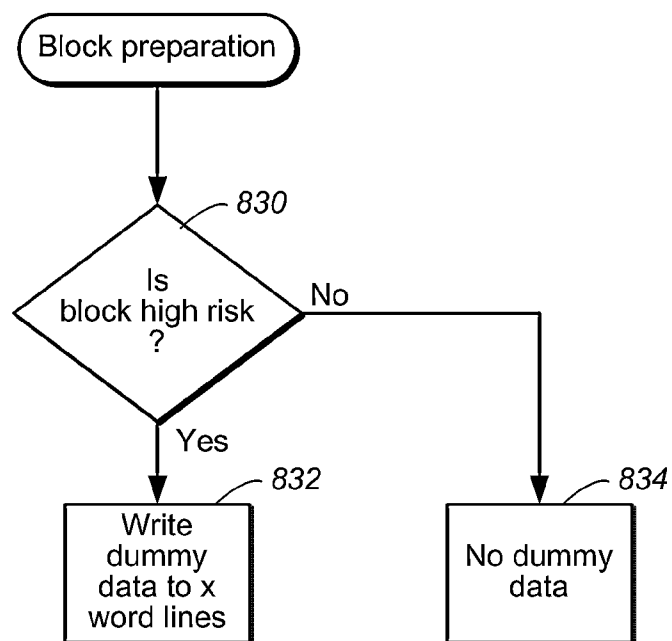 Block preparation
830
Is
block high risk
?
No
Yes
832
Write
dummy
data to x
word lines
834
No dummy
data